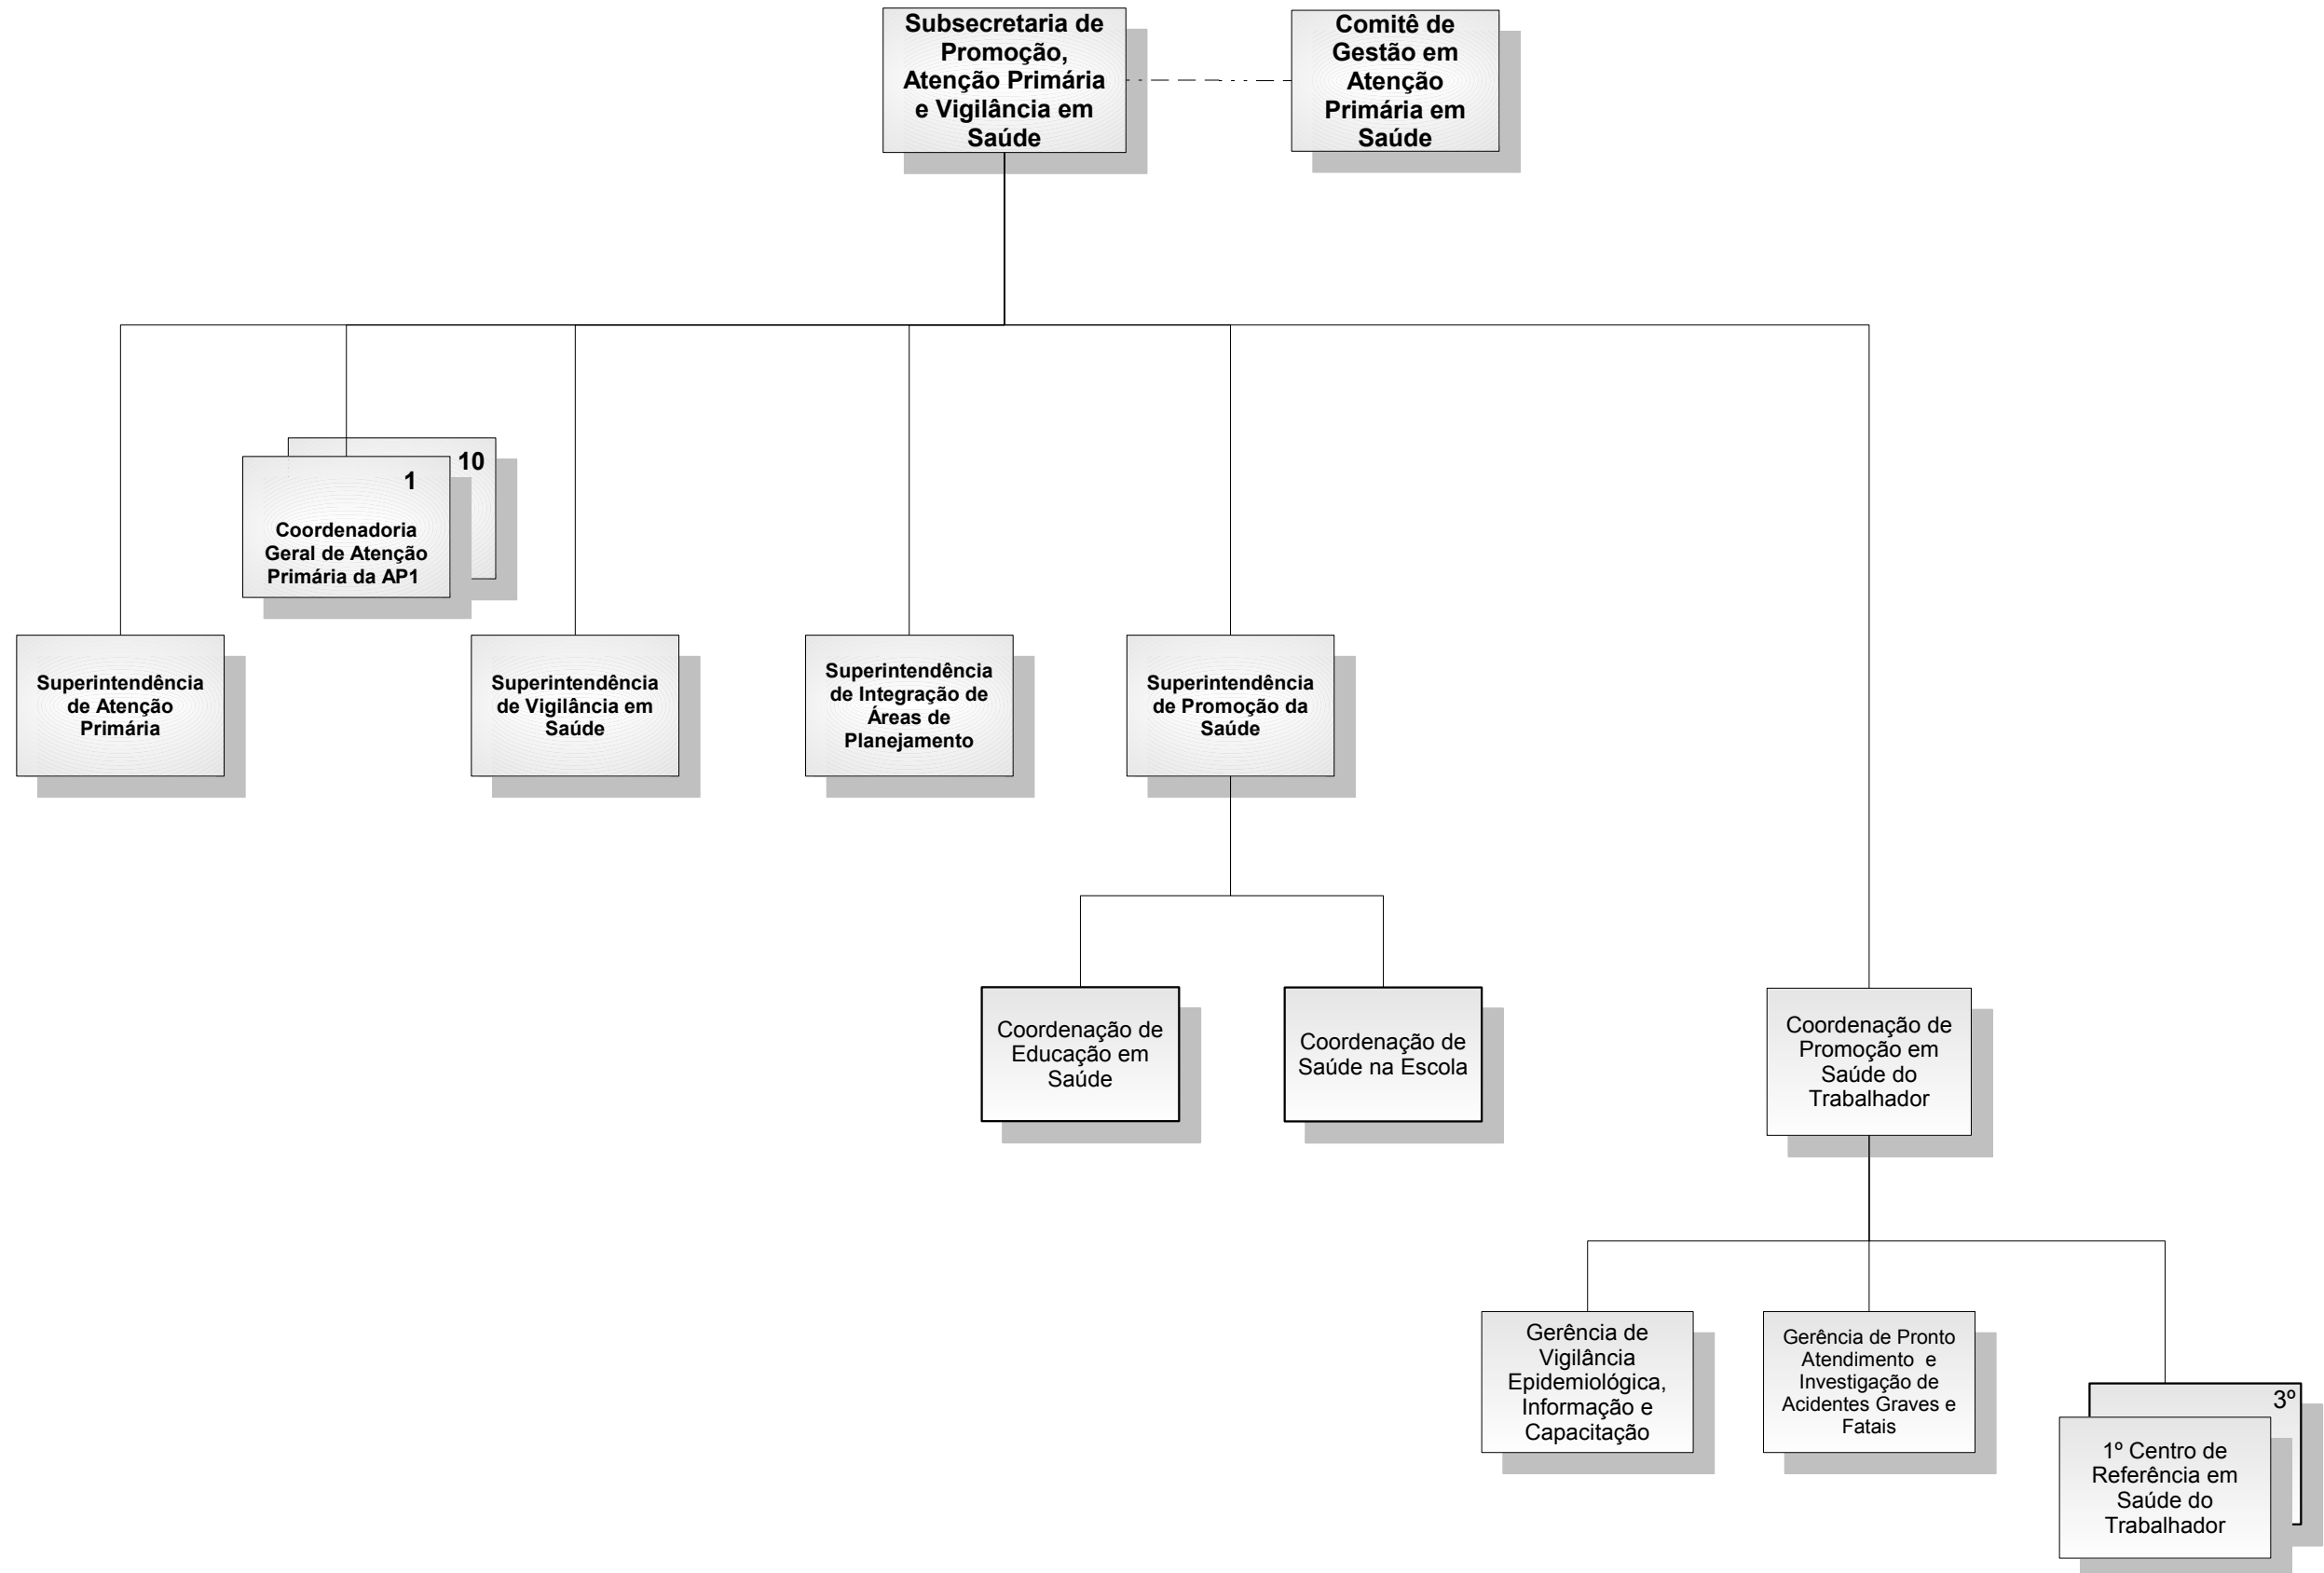 Subsecretaria de
Promoção,
Atenção Primária
e Vigilância em
Saúde
Comitê de
Gestão em
Atenção
Primária em
Saúde
10
1
Coordenadoria
Geral de Atenção
Primária da AP1
Superintendência
de Atenção
Primária
Superintendência
de Vigilância em
Saúde
Superintendência
de Integração de
Áreas de
Planejamento
Superintendência
de Promoção da
Saúde
Coordenação de
Educação em
Saúde
Coordenação de
Saúde na Escola
Coordenação de
Promoção em
Saúde do
Trabalhador
Gerência de
Vigilância
Epidemiológica,
Informação e
Capacitação
Gerência de Pronto
Atendimento e
Investigação de
Acidentes Graves e
Fatais
3º
1º Centro de
Referência em
Saúde do
Trabalhador